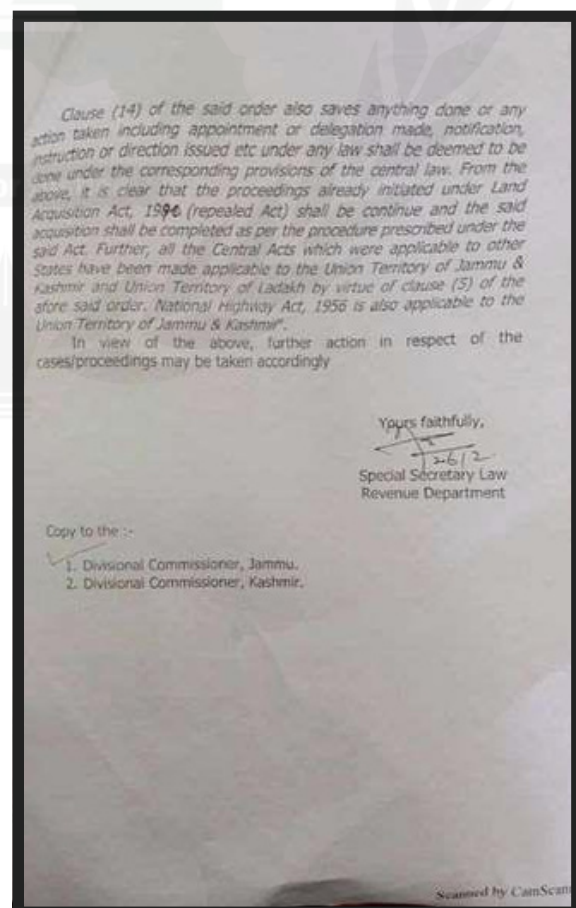 Clause (14) of the said order also saves anything done or any
action taken including appointment or delegation made, notification,
instruction or direction issued etc under any law shall be deemed to be
done under the corresponding provisions of the central law. From the
above, it is clear that the proceedings already initiated under Land
Acquisition Act, (repealed Act) shall be continue and the said
acquisition shall be completed as per the procedure prescribed under the
said Act. Further, all the Central Acts which were applicable to other
States have been made applicable to the Union Territory of Jammu &
Kashmir and Union Territory of Ladakh by virtue of clause (5) of the
afore said order. National Highway Act, 1956 is also applicable to the
Union Territory of Jammu & Kashmir".
In view of the above, further action in respect of the
cases/proceedings may be taken accordingly
Yours faithfully,
26/2
Special Secretary Law
Revenue Department
Copy to the :-
1. Divisional Commissioner, Jammu.
2. Divisional Commissioner, Kashmir.
Scanned by CamScan